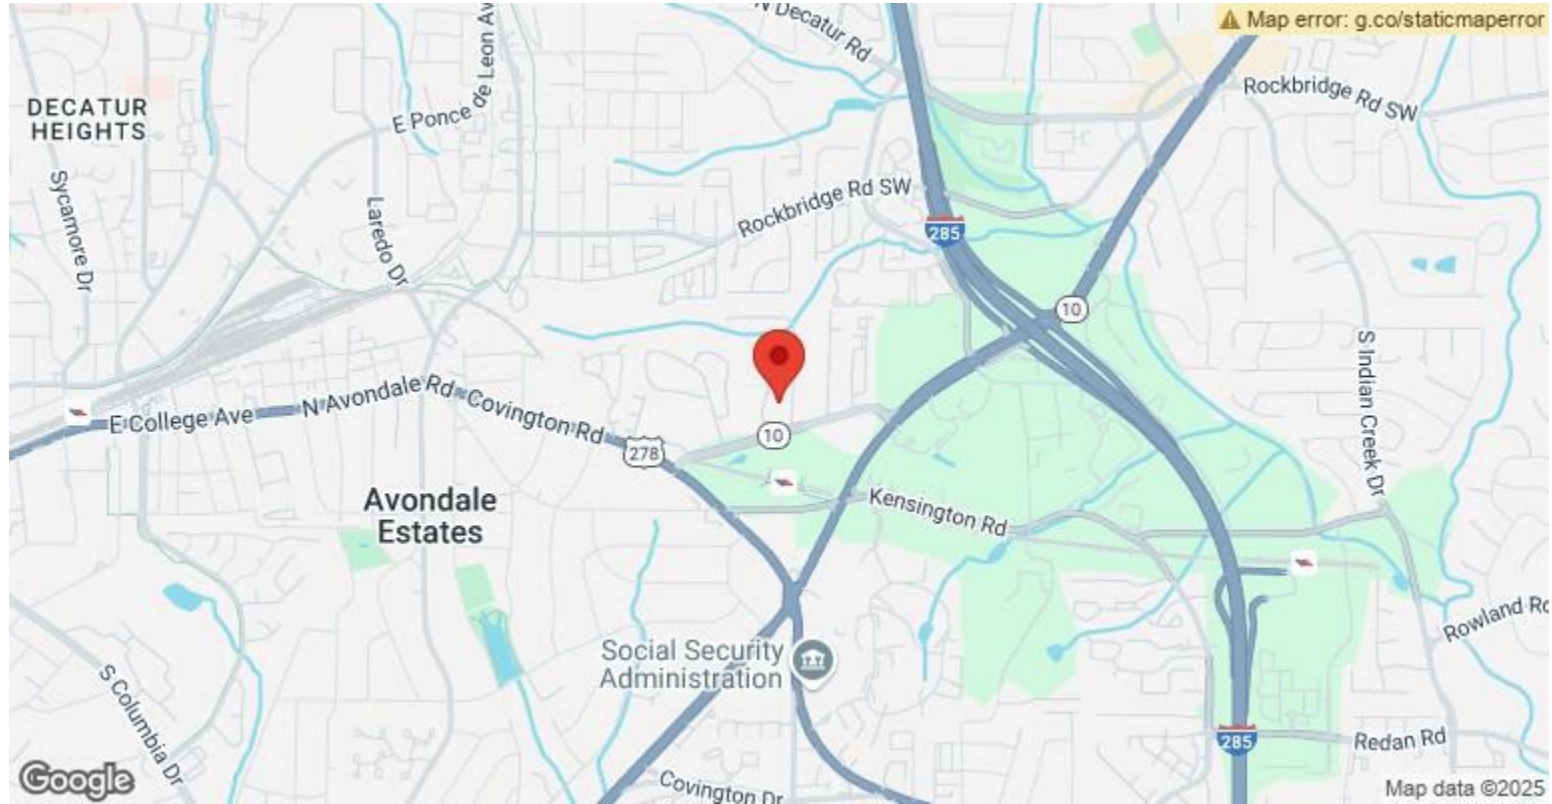 Map error: g.co/staticmaperror
N Decatur Rd
E Ponce de Leon Av
Rockbridge Rd SW
DECATUR
HEIGHTS
Sycamore Dr
Laredo Dr
Rockbridge Rd SW
285
10
S Indian Creek Dr
E College Ave
N Avondale Rd
Covington Rd
10
278
Avondale
Estates
Kensington Rd
Rowland Rd
Social Security
Administration
S Columbia Dr
285
Redan Rd
Covington Dr
Google
Map data ©2025